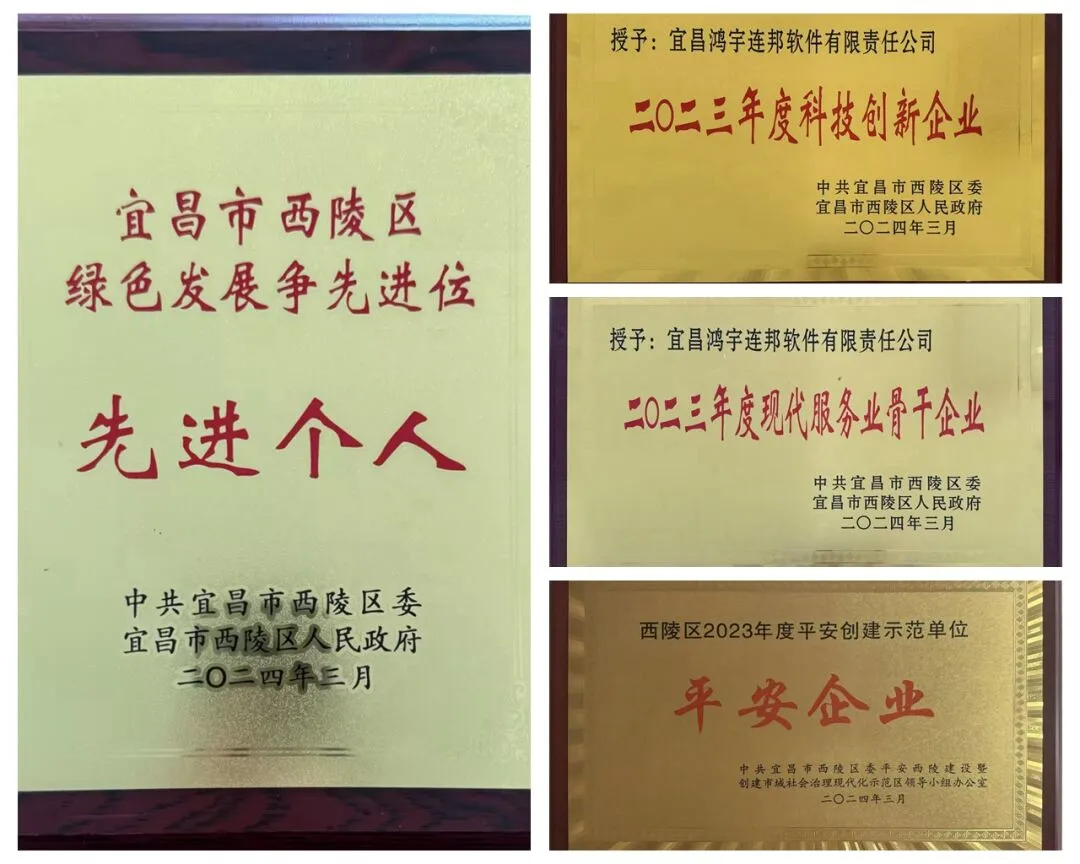 宜昌市西陵区
绿色发展争先进位
先进个人
中共宜昌市西陵区委
宜昌市西陵区人民政府
二〇二四年三月
授予：宜昌鸿宇连邦软件有限责任公司
二〇二三年度科技创新企业
中共宜昌市西陵区委
宜昌市西陵区人民政府
二〇二四年三月
授予：宜昌鸿宇连邦软件有限责任公司
二〇二三年度现代服务业骨干企业
中共宜昌市西陵区委
宜昌市西陵区人民政府
二〇二四年三月
西陵区2023年度平安创建示范单位
平安企业
中共宜昌市西陵区委平安西陵建设暨
创建市域社会治理现代化示范区领导小组办公室
二〇二四年三月